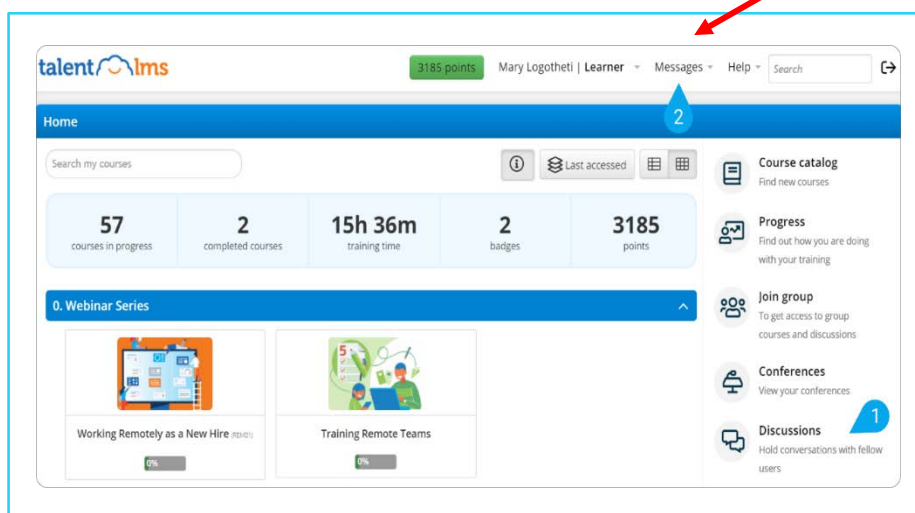 talentlms
3185 points Mary Logotheti | Learner Messages Help Search
2
Home
Search my courses
Last accessed
57
courses in progress
2
completed courses
15h 36m
training time
2
badges
3185
points
0. Webinar Series
Working Remotely as a New Hire
0%
5
Training Remote Teams
0%
Course catalog
Find new courses
Progress
Find out how you are doing
with your training
Join group
To get access to group
courses and discussions
Conferences
View your conferences
1
Discussions
Hold conversations with fellow
users